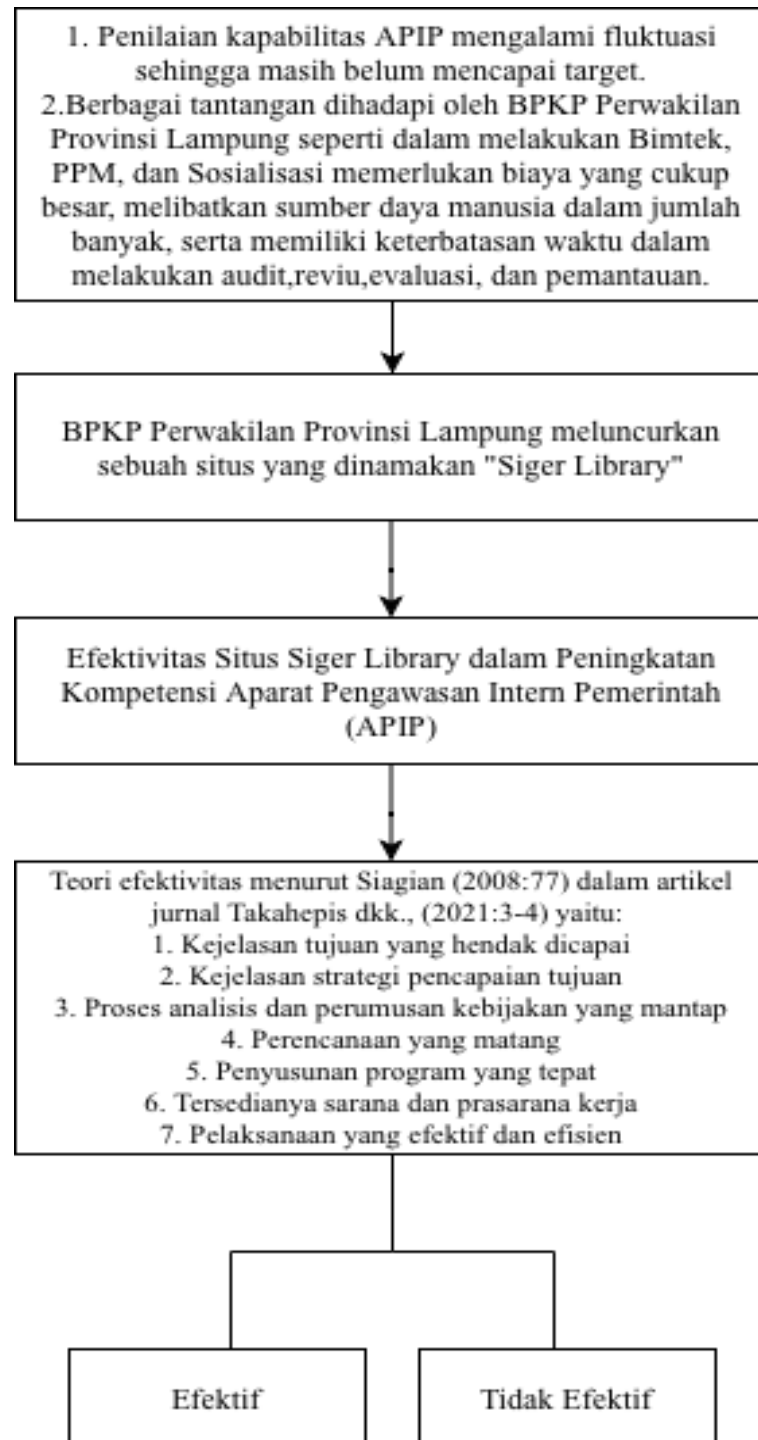 1. Penilaian kapabilitas APIP mengalami fluktuasi
sehingga masih belum mencapai target.
2.Berbagai tantangan dihadapi oleh BPKP Perwakilan
Provinsi Lampung seperti dalam melakukan Bimtek,
PPM, dan Sosialisasi memerlukan biaya yang cukup
besar, melibatkan sumber daya manusia dalam jumlah
banyak, serta memiliki keterbatasan waktu dalam
melakukan audit,reviu,evaluasi, dan pemantauan.
BPKP Perwakilan Provinsi Lampung meluncurkan
sebuah situs yang dinamakan "Siger Library"
Efektivitas Situs Siger Library dalam Peningkatan
Kompetensi Aparat Pengawasan Intern Pemerintah
(APIP)
Teori efektivitas menurut Siagian (2008:77) dalam artikel
jurnal Takahepis dkk., (2021:3-4) yaitu:
1. Kejelasan tujuan yang hendak dicapai
2. Kejelasan strategi pencapaian tujuan
3. Proses analisis dan perumusan kebijakan yang mantap
4. Perencanaan yang matang
5. Penyusunan program yang tepat
6. Tersedianya sarana dan prasarana kerja
7. Pelaksanaan yang efektif dan efisien
Efektif
Tidak Efektif